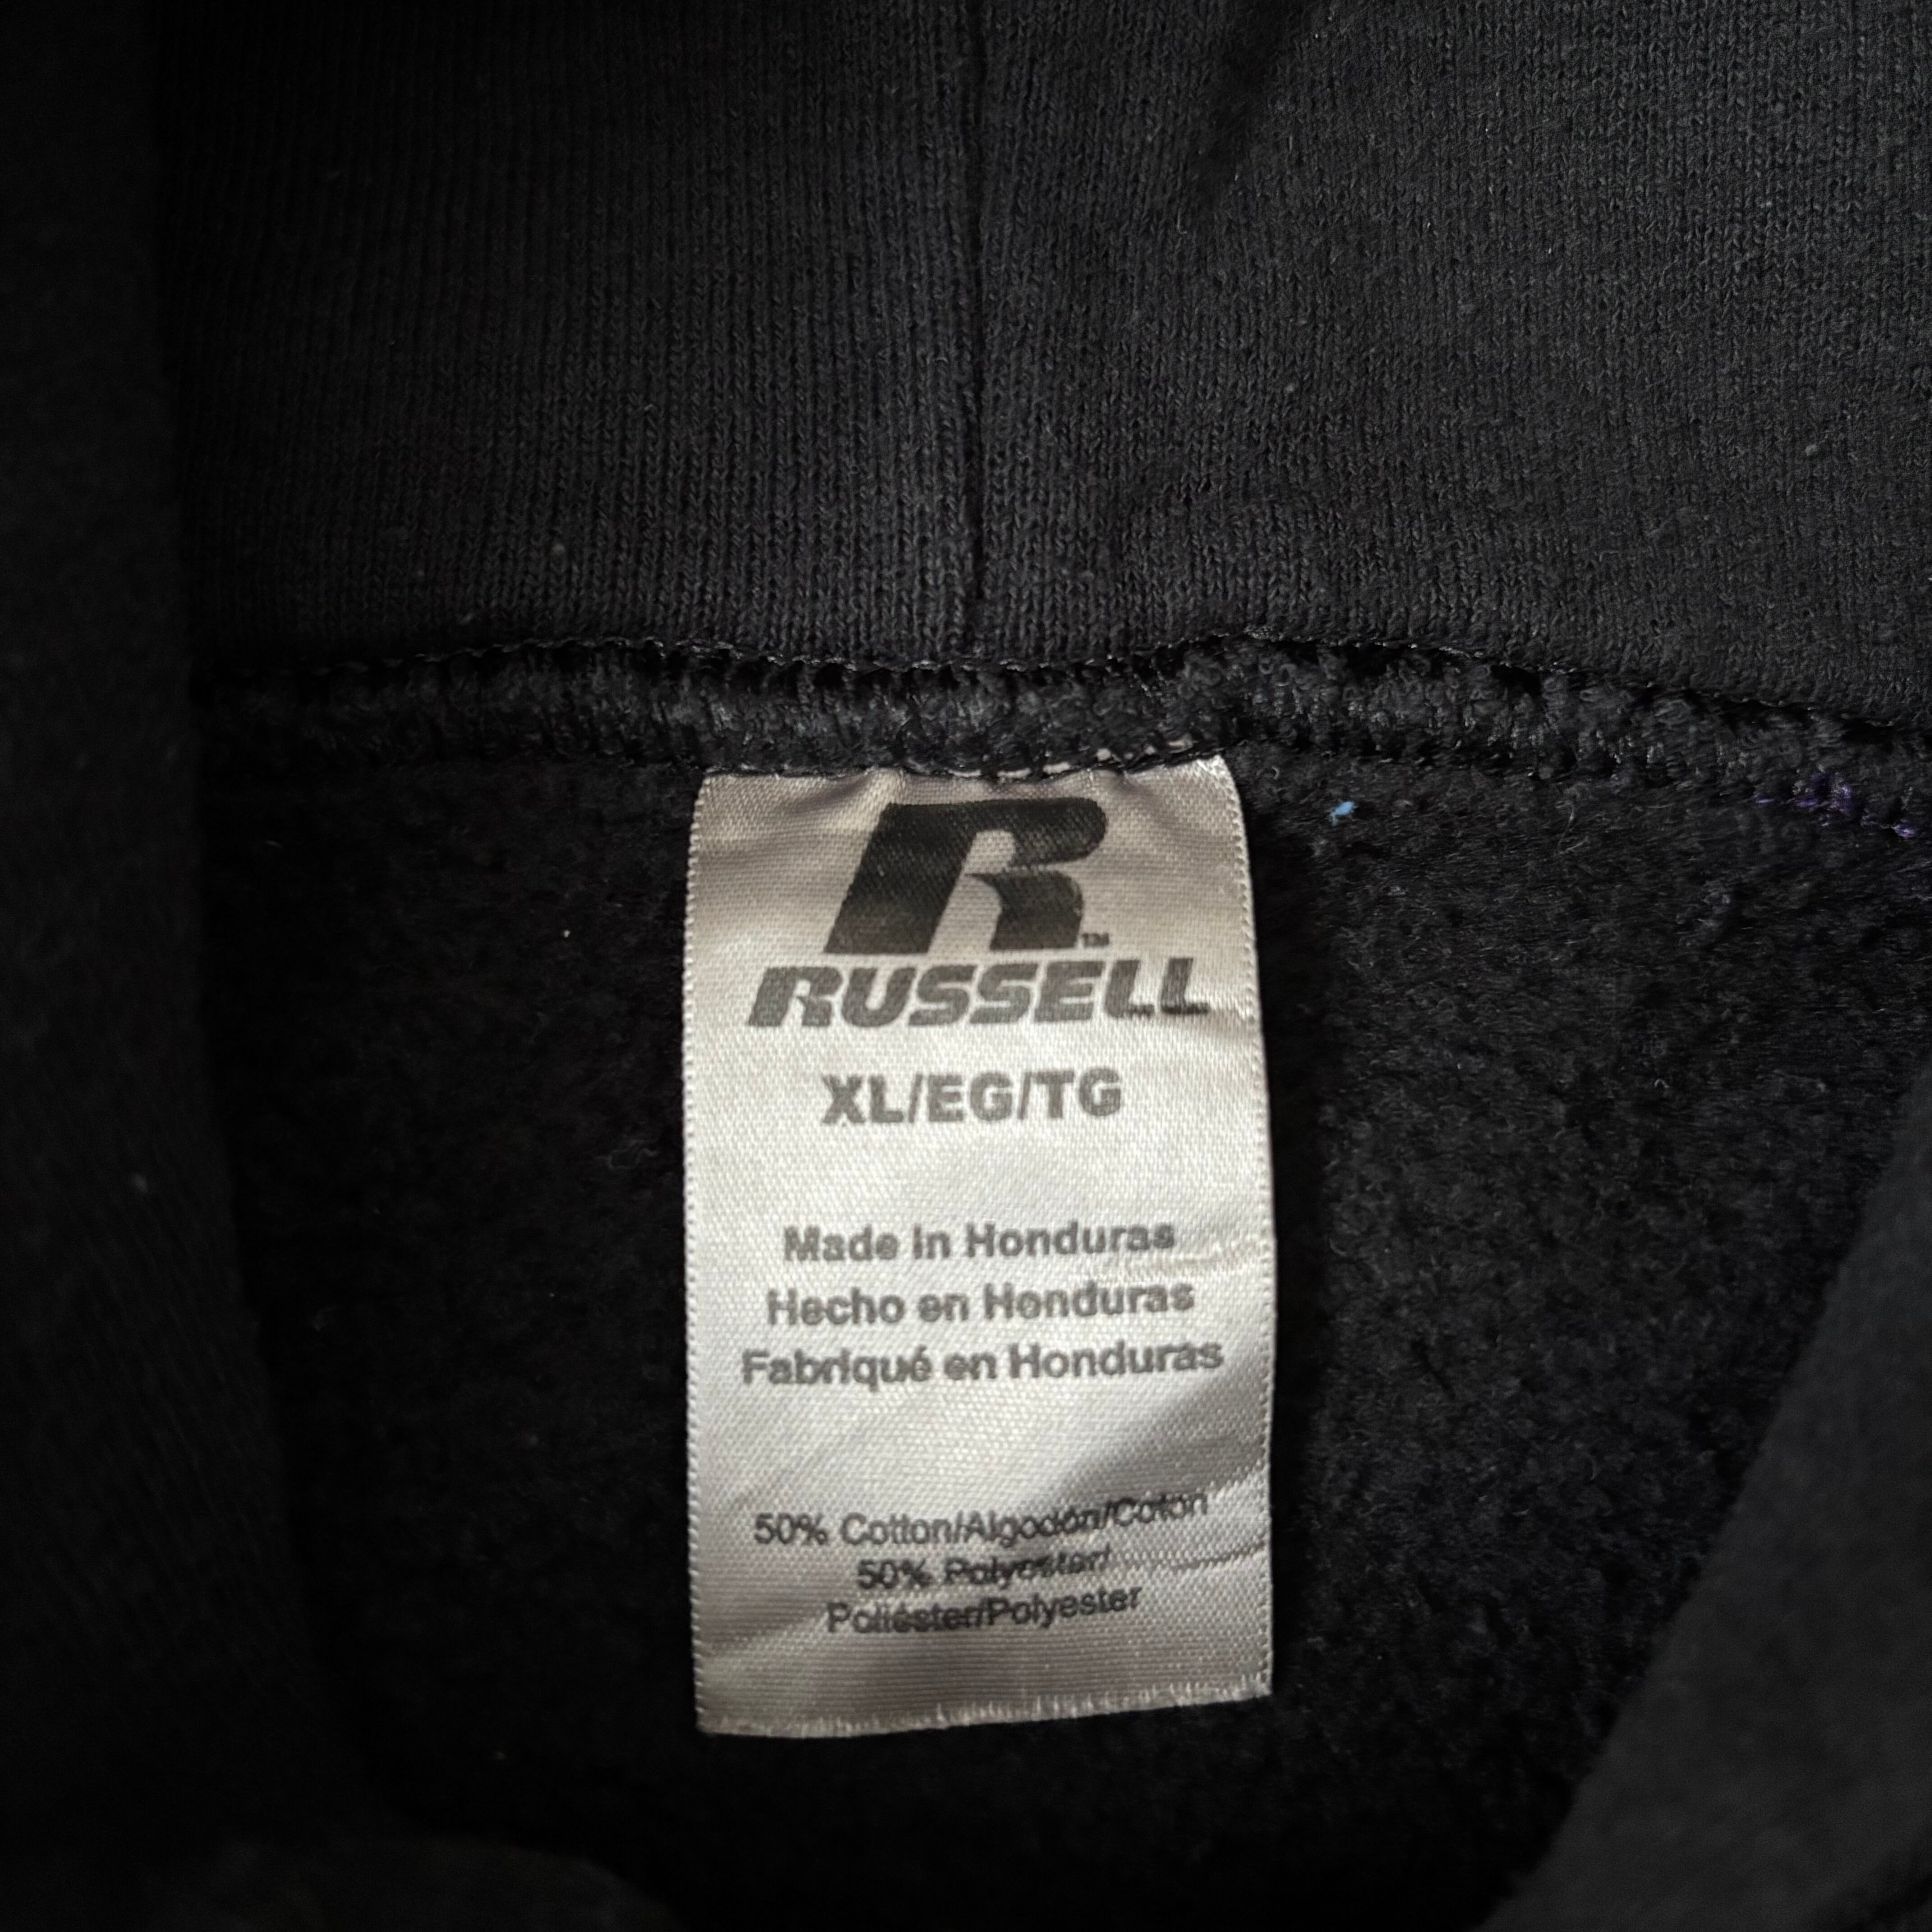 R™
RUSSELL
XL/EG/TG
Made in Honduras
Hecho en Honduras
Fabriqué en Honduras
50% Cotton/Algodón/Coton
50% Polyester/
Poliéster/Polyester